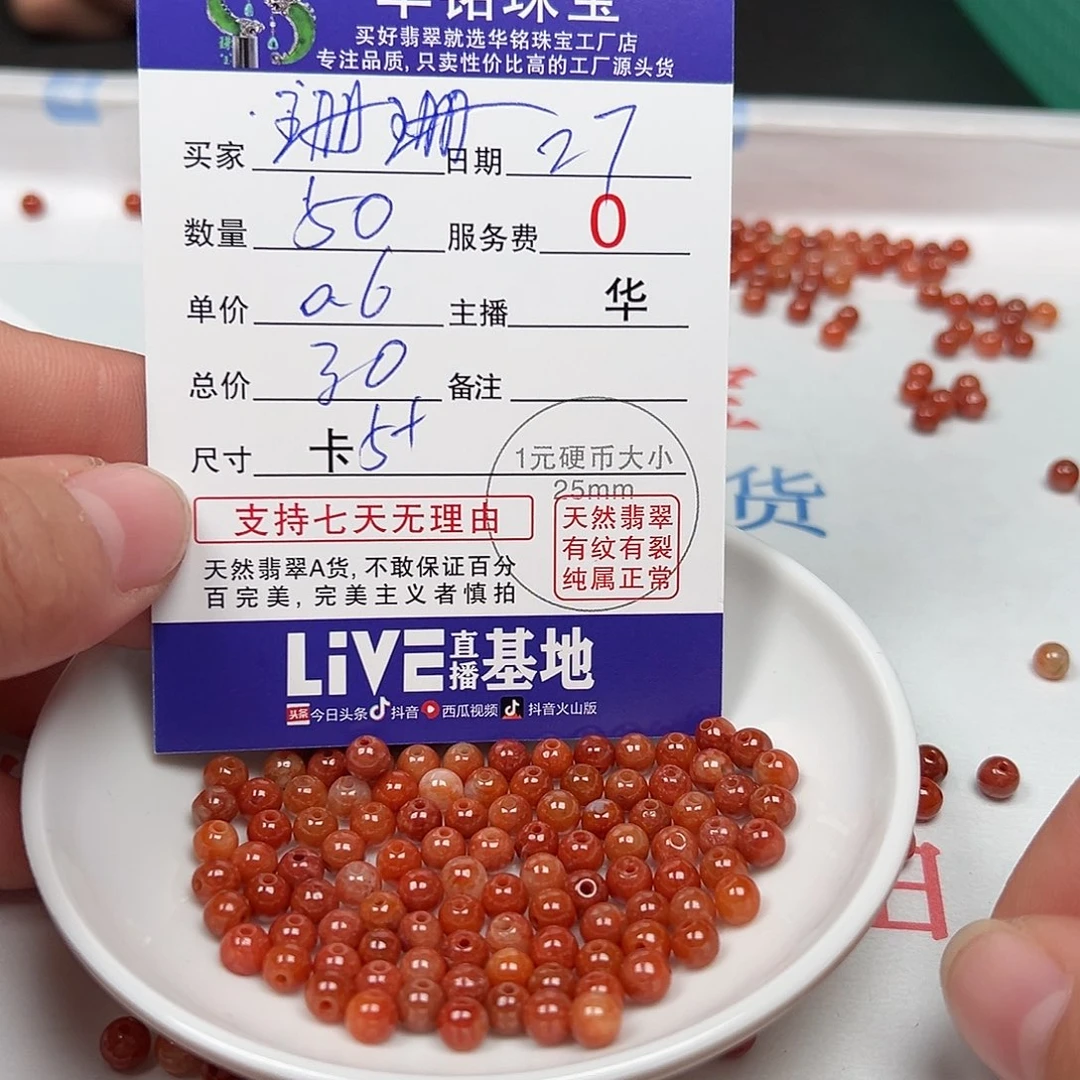 华铭珠宝
买好翡翠就选华铭珠宝工厂店
专注品质,只卖性价比高的工厂源头货
买家 珊珊 日期 27
数量 50 服务费 0
单价 0.6 主播 华
总价 30 备注
尺寸 卡5+
1元硬币大小
25mm
支持七天无理由
天然翡翠
有纹有裂
纯属正常
天然翡翠A货,不敢保证百分
百完美,完美主义者慎拍
LiVE直播基地
头条 今日头条 抖音 西瓜视频 抖音火山版
货